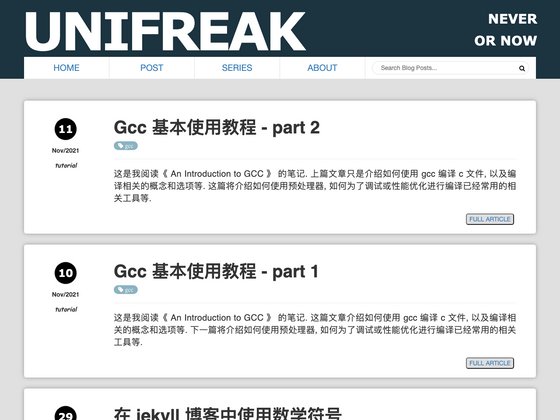 UNIFREAK
NEVER
OR NOW
HOME
POST
SERIES
ABOUT
Search Blog Posts...
11
Nov/2021
tutorial
Gcc 基本使用教程 - part 2
gcc
这是我阅读《 An Introduction to GCC 》 的笔记. 上篇文章只是介绍如何使用 gcc 编译 c 文件, 以及编
译相关的概念和选项等. 这篇将介绍如何使用预处理器, 如何为了调试或性能优化进行编译已经常用的相
关工具等.
FULL ARTICLE
10
Nov/2021
tutorial
Gcc 基本使用教程 - part 1
gcc
这是我阅读《 An Introduction to GCC 》 的笔记. 这篇文章介绍如何使用 gcc 编译 c 文件, 以及编译相
关的概念和选项等. 下一篇将介绍如何使用预处理器, 如何为了调试或性能优化进行编译已经常用的相关
工具等.
FULL ARTICLE
29
在 jekyll 博客中使用数学符号